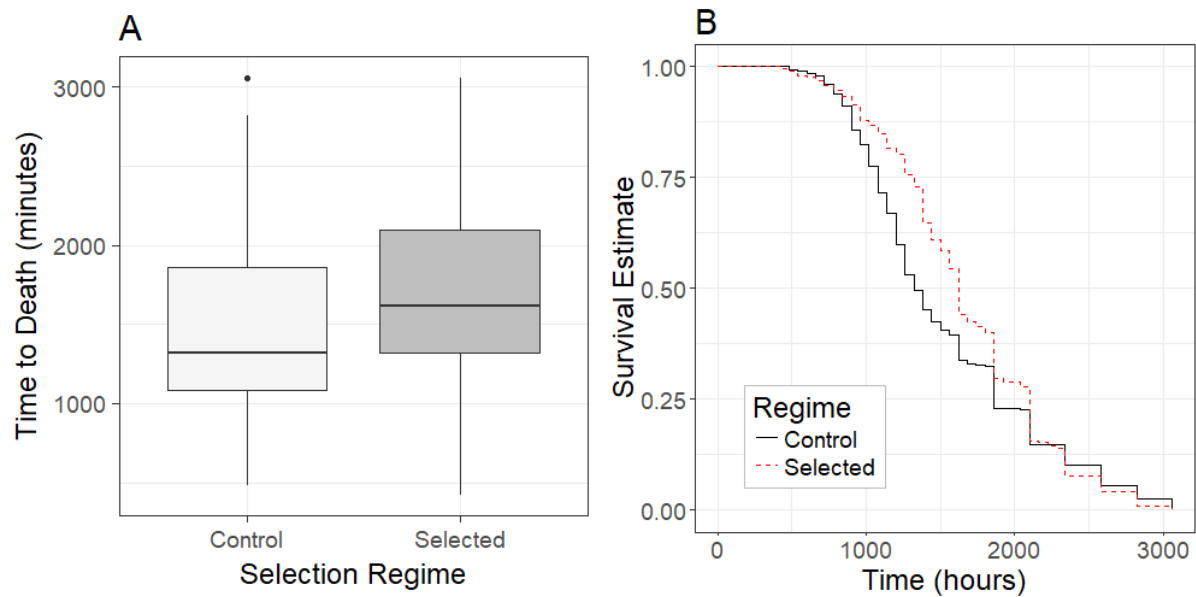 A
Time to Death (minutes)
3000
2000
1000
Control
Selected
Selection Regime
B
Survival Estimate
1.00
0.75
0.50
0.25
0.00
Regime
Control
Selected
0
1000
2000
3000
Time (hours)